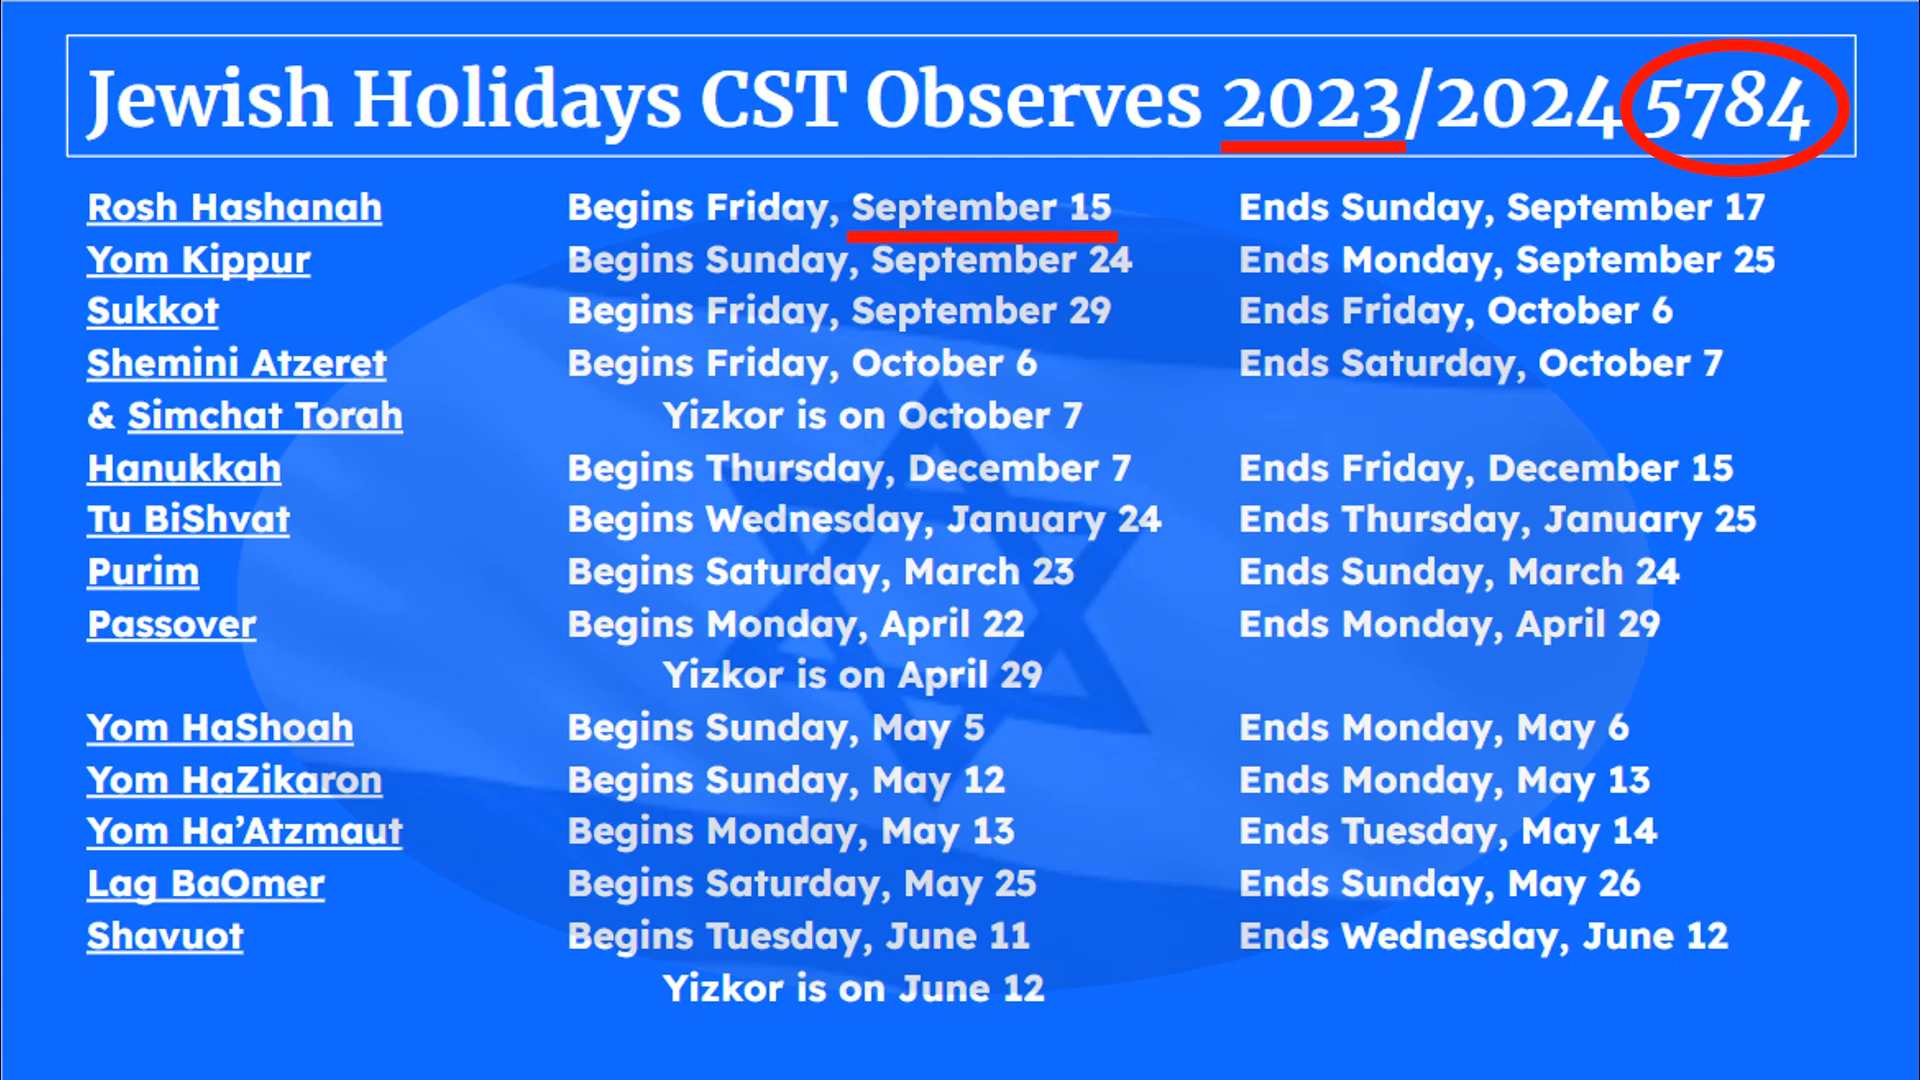 Jewish Holidays CST Observes 2023/2024 5784
Rosh Hashanah Begins Friday, September 15 Ends Sunday, September 17
Yom Kippur Begins Sunday, September 24 Ends Monday, September 25
Sukkot Begins Friday, September 29 Ends Friday, October 6
Shemini Atzeret Begins Friday, October 6 Ends Saturday, October 7
& Simchat Torah Yizkor is on October 7
Hanukkah Begins Thursday, December 7 Ends Friday, December 15
Tu BiShvat Begins Wednesday, January 24 Ends Thursday, January 25
Purim Begins Saturday, March 23 Ends Sunday, March 24
Passover Begins Monday, April 22 Ends Monday, April 29
Yizkor is on April 29
Yom HaShoah Begins Sunday, May 5 Ends Monday, May 6
Yom HaZikaron Begins Sunday, May 12 Ends Monday, May 13
Yom Ha’Atzmaut Begins Monday, May 13 Ends Tuesday, May 14
Lag BaOmer Begins Saturday, May 25 Ends Sunday, May 26
Shavuot Begins Tuesday, June 11 Ends Wednesday, June 12
Yizkor is on June 12